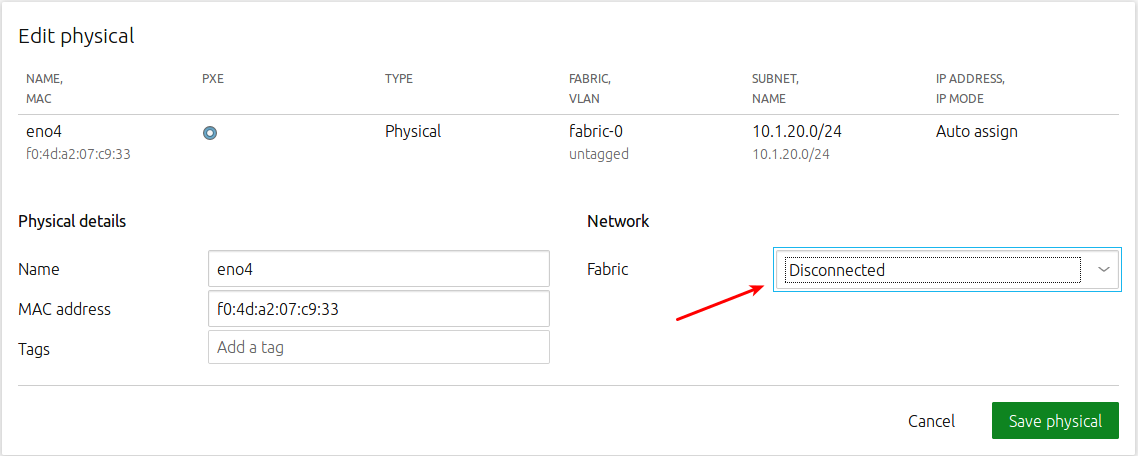 Edit physical
NAME, PXE TYPE FABRIC, SUBNET, IP ADDRESS,
MAC VLAN NAME IP MODE
eno4 Physical fabric-0 10.1.20.0/24 Auto assign
f0:4d:a2:07:c9:33 untagged 10.1.20.0/24
Physical details Network
Name eno4 Fabric Disconnected
MAC address f0:4d:a2:07:c9:33
Tags Add a tag
Cancel Save physical